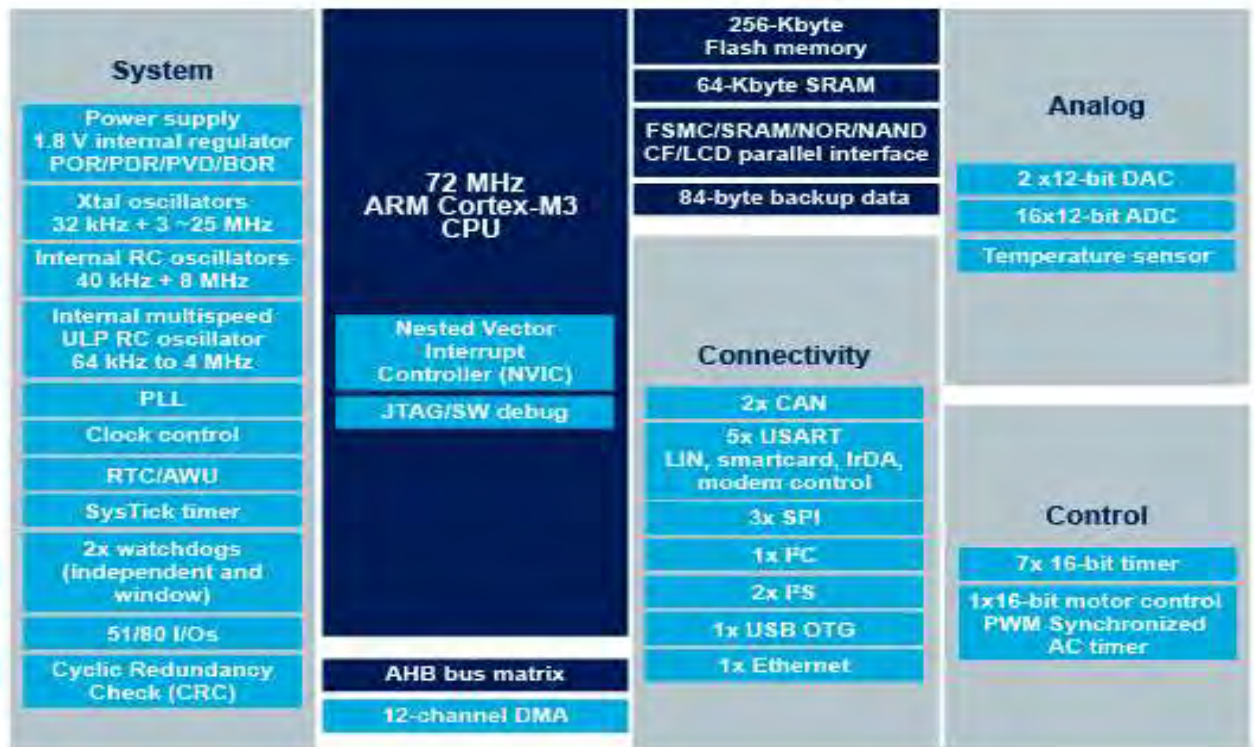 System
Power supply
1.8 V internal regulator
POR/PDR/PVD/BOR
Xtal oscillators
32 kHz + 3 ~25 MHz
Internal RC oscillators
40 kHz + 8 MHz
Internal multispeed
ULP RC oscillator
64 kHz to 4 MHz
PLL
Clock control
RTC/AWU
SysTick timer
2x watchdogs
(independent and
window)
51/80 I/Os
Cyclic Redundancy
Check (CRC)
72 MHz
ARM Cortex-M3
CPU
Nested Vector
Interrupt
Controller (NVIC)
JTAG/SW debug
AHB bus matrix
12-channel DMA
256-Kbyte
Flash memory
64-Kbyte SRAM
FSMC/SRAM/NOR/NAND
CF/LCD parallel interface
84-byte backup data
Connectivity
2x CAN
5x USART
LIN, smartcard, IrDA,
modem control
3x SPI
1x I²C
2x I²S
1x USB OTG
1x Ethernet
Analog
2 x12-bit DAC
16x12-bit ADC
Temperature sensor
Control
7x 16-bit timer
1x16-bit motor control
PWM Synchronized
AC timer